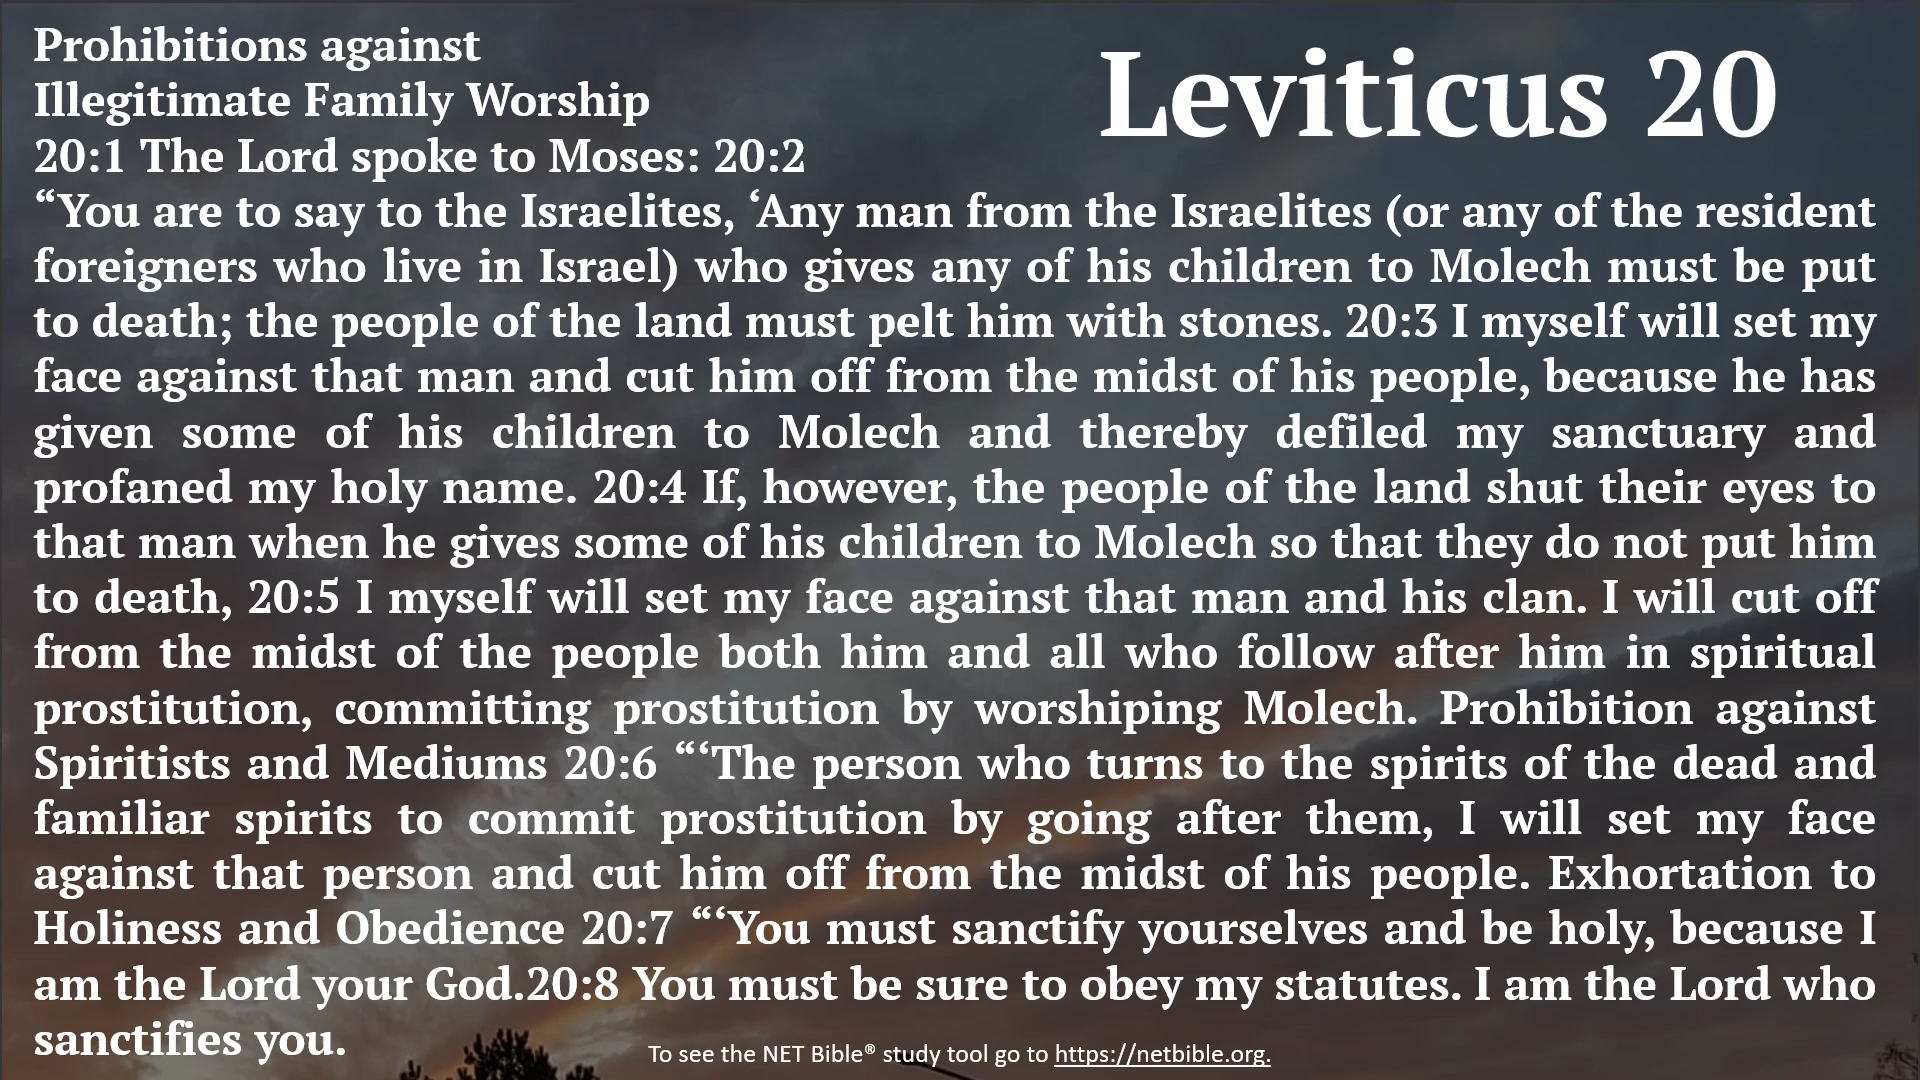 Prohibitions against
Illegitimate Family Worship
Leviticus 20
20:1 The Lord spoke to Moses: 20:2
“You are to say to the Israelites, ‘Any man from the Israelites (or any of the resident
foreigners who live in Israel) who gives any of his children to Molech must be put
to death; the people of the land must pelt him with stones. 20:3 I myself will set my
face against that man and cut him off from the midst of his people, because he has
given some of his children to Molech and thereby defiled my sanctuary and
profaned my holy name. 20:4 If, however, the people of the land shut their eyes to
that man when he gives some of his children to Molech so that they do not put him
to death, 20:5 I myself will set my face against that man and his clan. I will cut off
from the midst of the people both him and all who follow after him in spiritual
prostitution, committing prostitution by worshiping Molech. Prohibition against
Spiritists and Mediums 20:6 “‘The person who turns to the spirits of the dead and
familiar spirits to commit prostitution by going after them, I will set my face
against that person and cut him off from the midst of his people. Exhortation to
Holiness and Obedience 20:7 “‘You must sanctify yourselves and be holy, because I
am the Lord your God.20:8 You must be sure to obey my statutes. I am the Lord who
sanctifies you.
To see the NET Bible® study tool go to https://netbible.org.